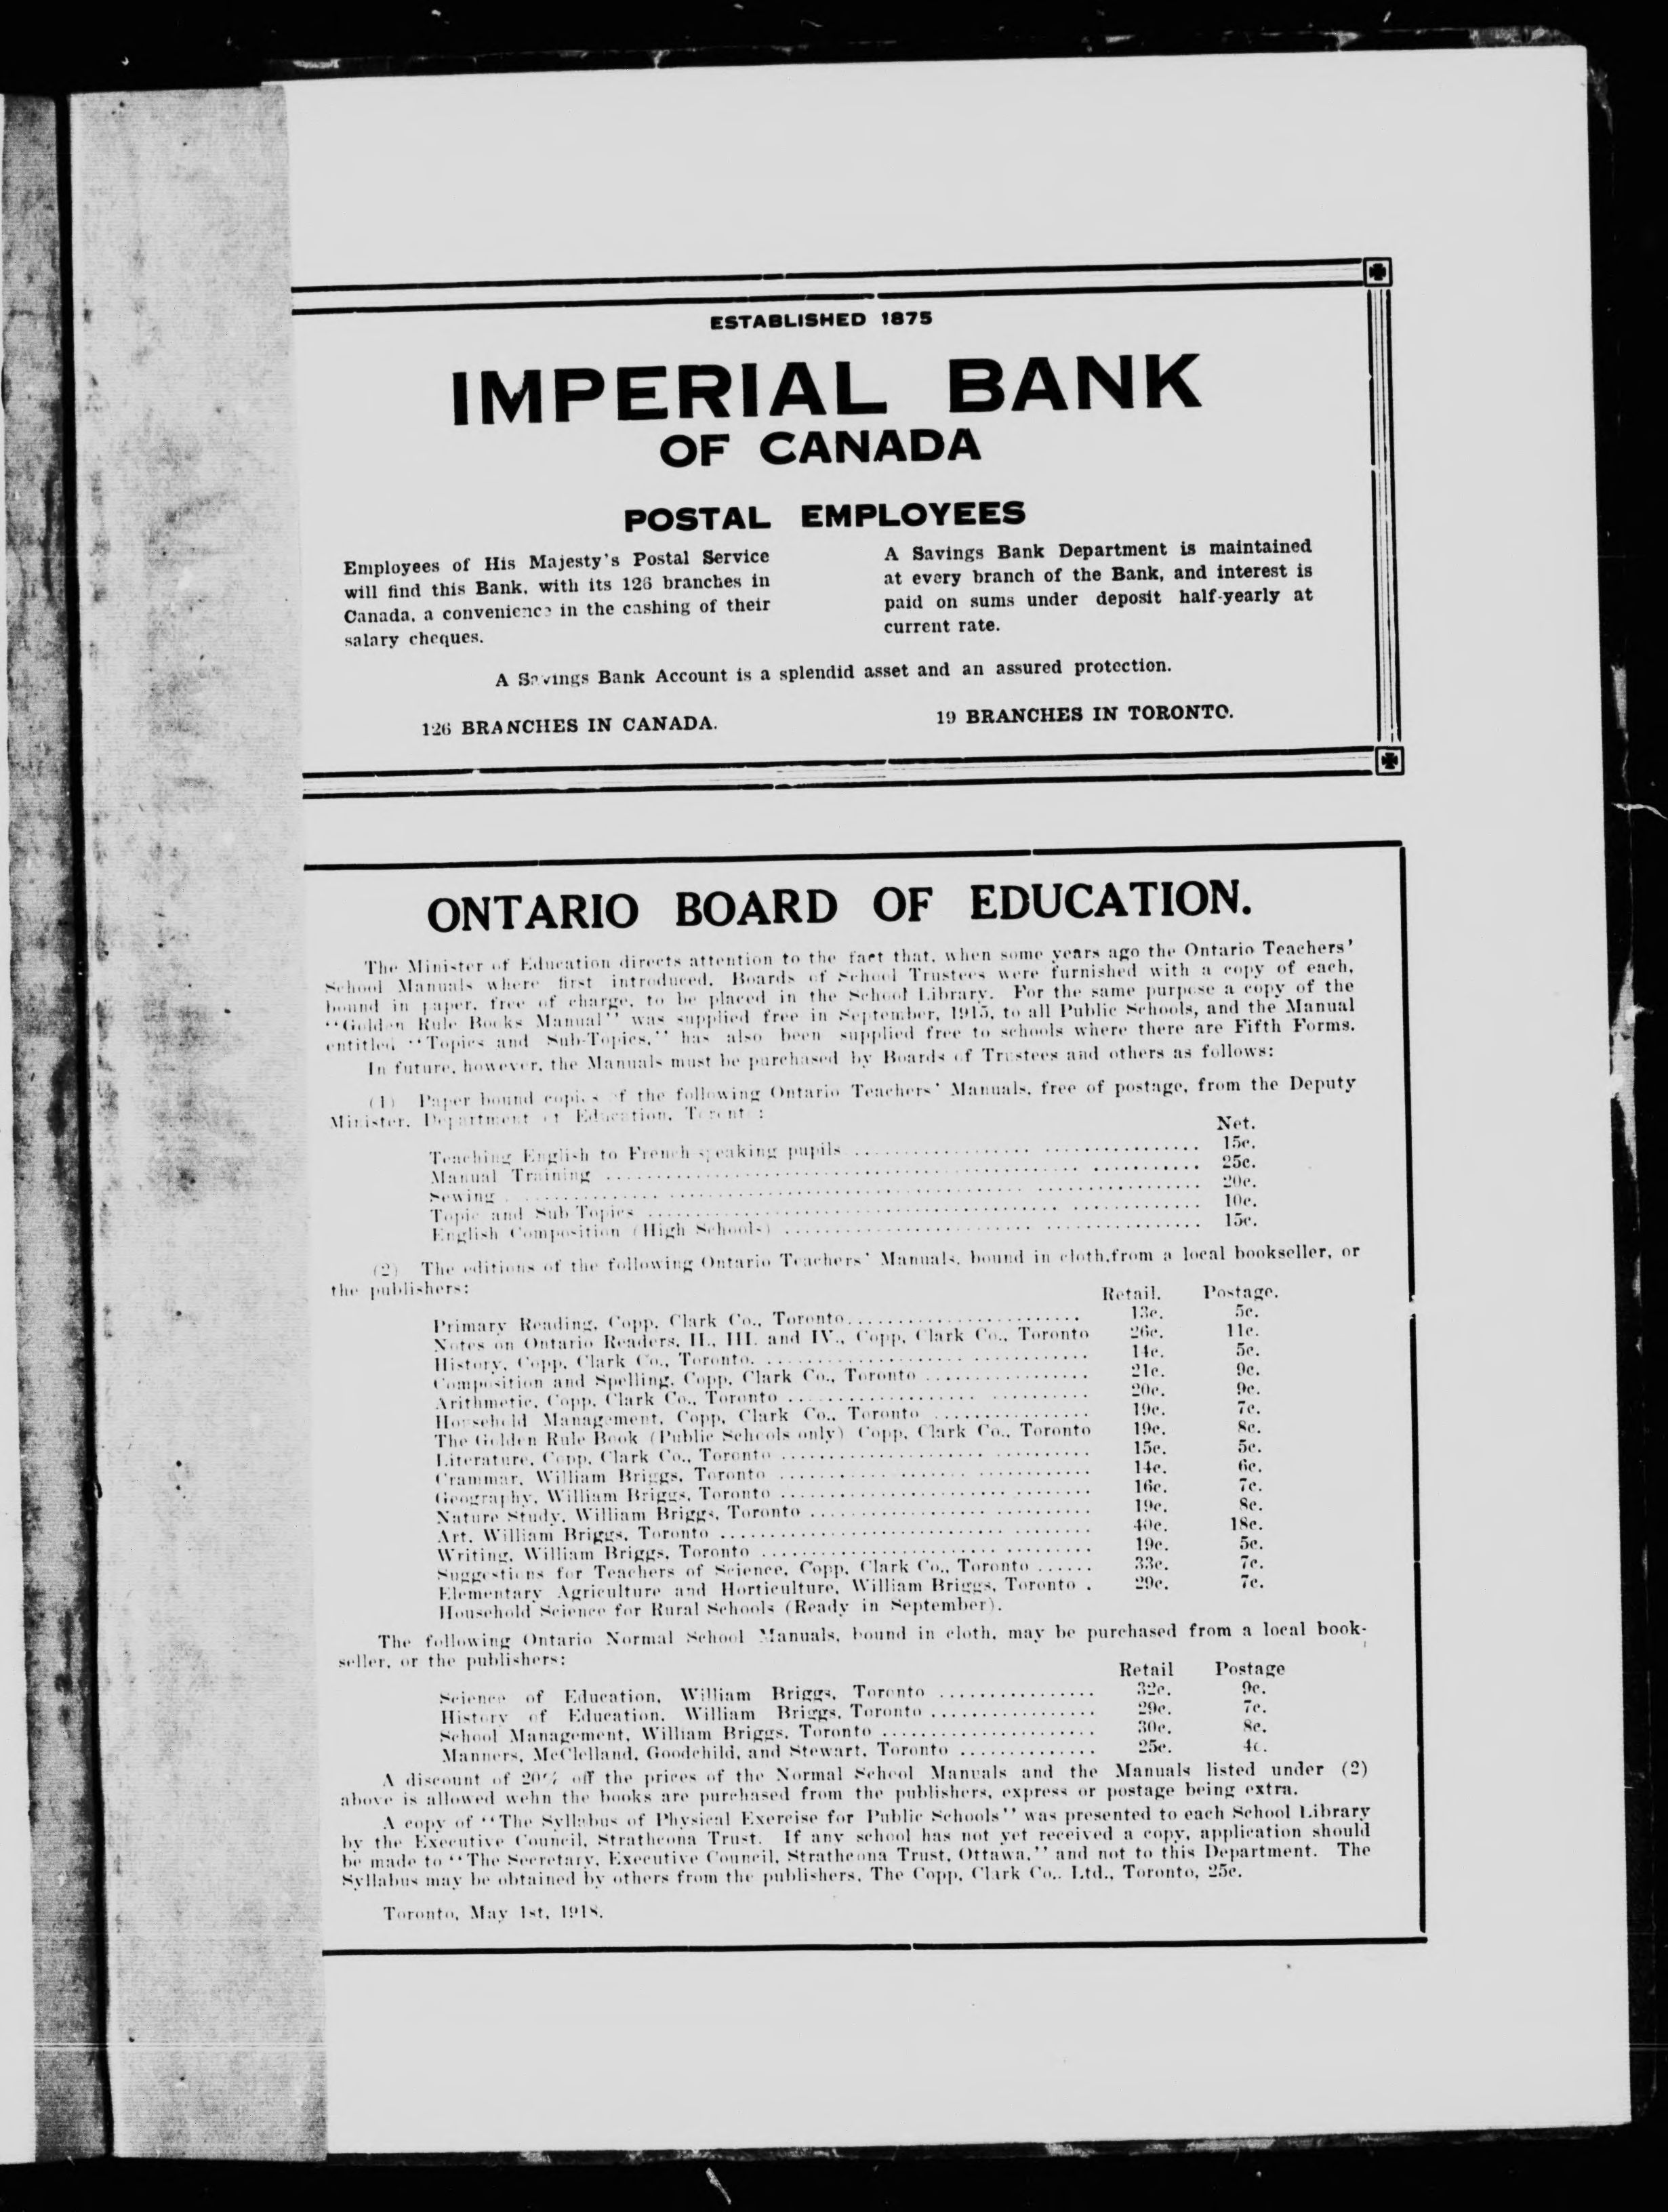 ESTABLISHED 1875
IMPERIAL BANK
OF CANADA
POSTAL EMPLOYEES
Employees of His Majesty's Postal Service
will find this Bank, with its 126 branches in
Canada, a convenience in the cashing of their
salary cheques.
A Savings Bank Department is maintained
at every branch of the Bank, and interest is
paid on sums under deposit half-yearly at
current rate.
A Savings Bank Account is a splendid asset and an assured protection.
126 BRANCHES IN CANADA.
19 BRANCHES IN TORONTO.
ONTARIO BOARD OF EDUCATION.
The Minister of Education directs attention to the fact that, when some years ago the Ontario Teachers'
School Manuals where first introduced, Boards of School Trustees were furnished with a copy of each,
bound in paper, free of charge, to be placed in the School Library. For the same purpose a copy of the
"Golden Rule Books Manual" was supplied free in September, 1915, to all Public Schools, and the Manual
entitled "Topics and Sub-Topics," has also been supplied free to schools where there are Fifth Forms.
In future, however, the Manuals must be purchased by Boards of Trustees and others as follows:
(1) Paper bound copies of the following Ontario Teachers' Manuals, free of postage, from the Deputy
Minister, Department of Education, Toronto:
Net.
Teaching English to French speaking pupils .......... 15c.
Manual Training .......... 25c.
Sewing .......... 20c.
Topic and Sub Topics .......... 10c.
English Composition (High Schools) .......... 15c.
(2) The editions of the following Ontario Teachers' Manuals, bound in cloth,from a local bookseller, or
the publishers:
Retail. Postage.
Primary Reading, Copp, Clark Co., Toronto.......... 13c. 5c.
Notes on Ontario Readers, II., III. and IV., Copp, Clark Co., Toronto 26c. 11c.
History, Copp, Clark Co., Toronto. .......... 14c. 5c.
Composition and Spelling, Copp, Clark Co., Toronto .......... 21c. 9c.
Arithmetic, Copp, Clark Co., Toronto .......... 20c. 9c.
Household Management, Copp, Clark Co., Toronto .......... 19c. 7c.
The Golden Rule Book (Public Schools only) Copp, Clark Co., Toronto 19c. 8c.
Literature, Copp, Clark Co., Toronto .......... 15c. 5c.
Grammar, William Briggs, Toronto .......... 14c. 6c.
Geography, William Briggs, Toronto .......... 16c. 7c.
Nature Study, William Briggs, Toronto .......... 19c. 8c.
Art, William Briggs, Toronto .......... 40c. 18c.
Writing, William Briggs, Toronto .......... 19c. 5c.
Suggestions for Teachers of Science, Copp, Clark Co., Toronto ...... 33c. 7c.
Elementary Agriculture and Horticulture, William Briggs, Toronto . 29c. 7c.
Household Science for Rural Schools (Ready in September).
The following Ontario Normal School Manuals, bound in cloth, may be purchased from a local book-
seller, or the publishers:
Retail Postage
Science of Education, William Briggs, Toronto .......... 32c. 9c.
History of Education, William Briggs, Toronto .......... 29c. 7c.
School Management, William Briggs, Toronto .......... 30c. 8c.
Manners, McClelland, Goodchild, and Stewart, Toronto .......... 25c. 4c.
A discount of 20% off the prices of the Normal School Manuals and the Manuals listed under (2)
above is allowed wehn the books are purchased from the publishers, express or postage being extra.
A copy of "The Syllabus of Physical Exercise for Public Schools" was presented to each School Library
by the Executive Council, Strathcona Trust. If any school has not yet received a copy, application should
be made to "The Secretary, Executive Council, Strathcona Trust, Ottawa," and not to this Department. The
Syllabus may be obtained by others from the publishers, The Copp, Clark Co., Ltd., Toronto, 25c.
Toronto, May 1st, 1918.